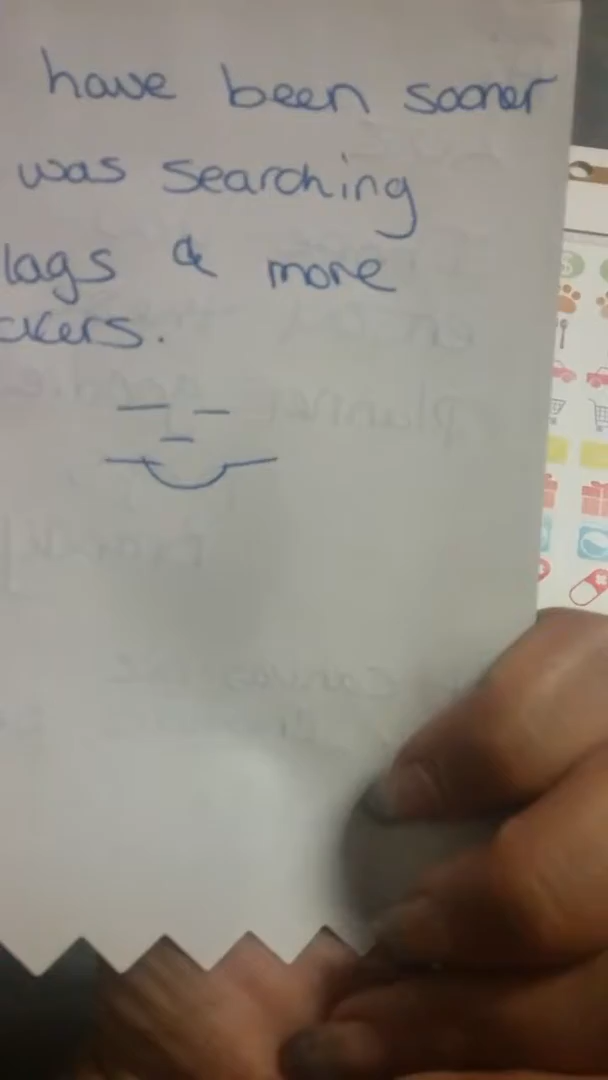 have been sooner
was searching
lags & more
ckers.